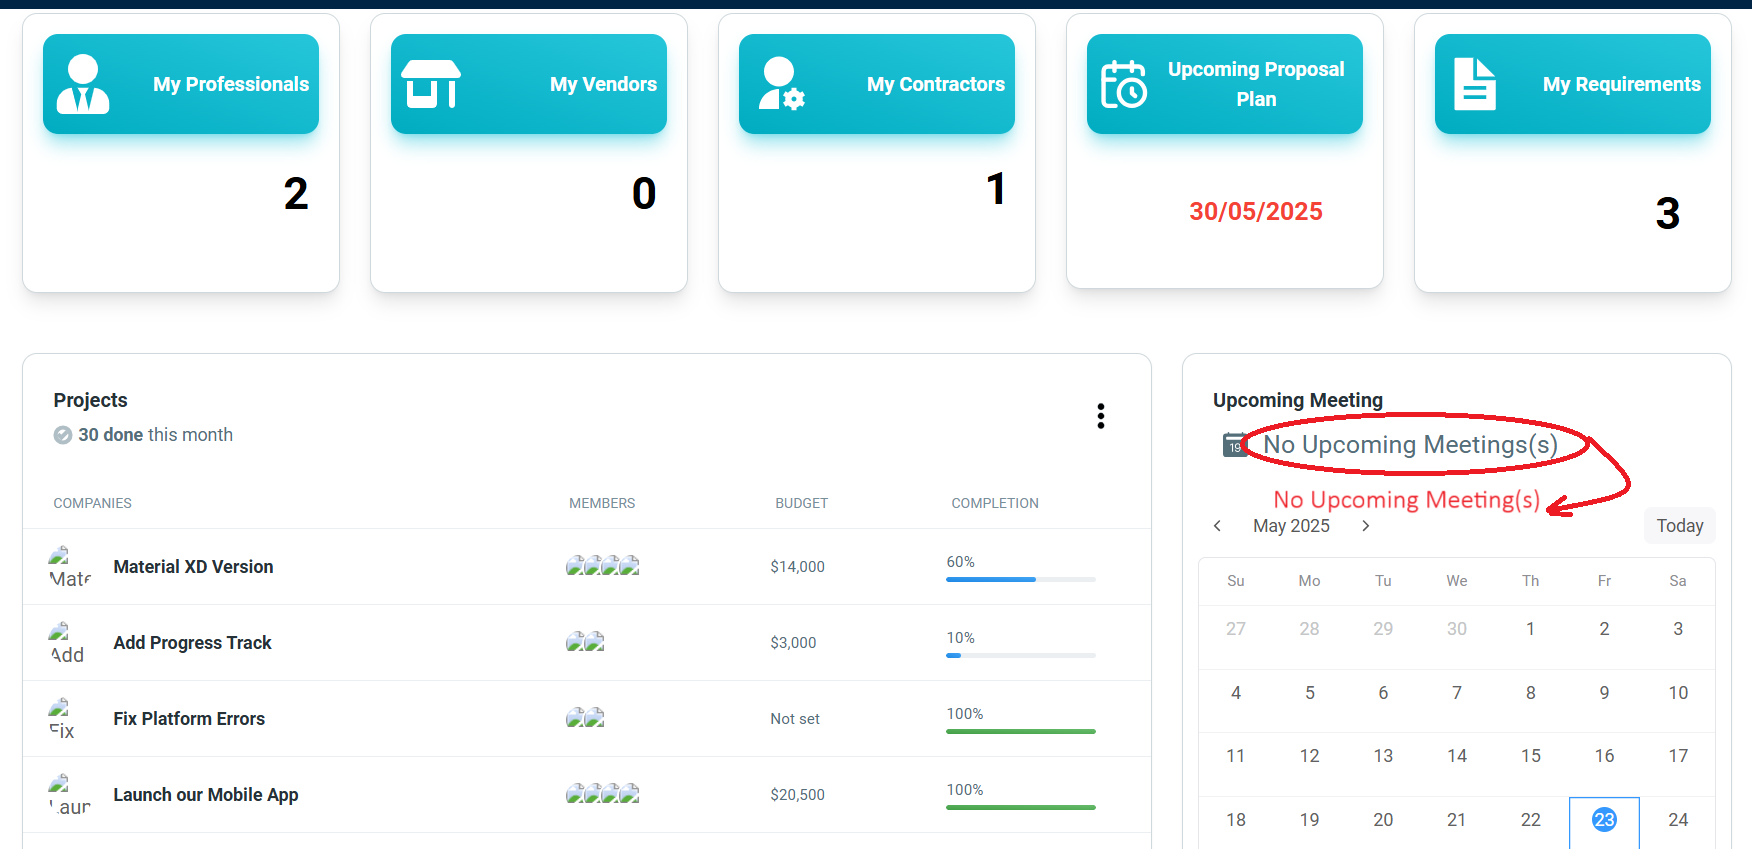 My Professionals
2
My Vendors
0
My Contractors
1
Upcoming Proposal
Plan
30/05/2025
My Requirements
3
Projects
30 done this month
COMPANIES MEMBERS BUDGET COMPLETION
Mate Material XD Version $14,000 60%
Add Add Progress Track $3,000 10%
Fix Fix Platform Errors Not set 100%
Laun Launch our Mobile App $20,500 100%
Upcoming Meeting
19 No Upcoming Meetings(s)
No Upcoming Meeting(s)
May 2025 Today
Su Mo Tu We Th Fr Sa
27 28 29 30 1 2 3
4 5 6 7 8 9 10
11 12 13 14 15 16 17
18 19 20 21 22 23 24